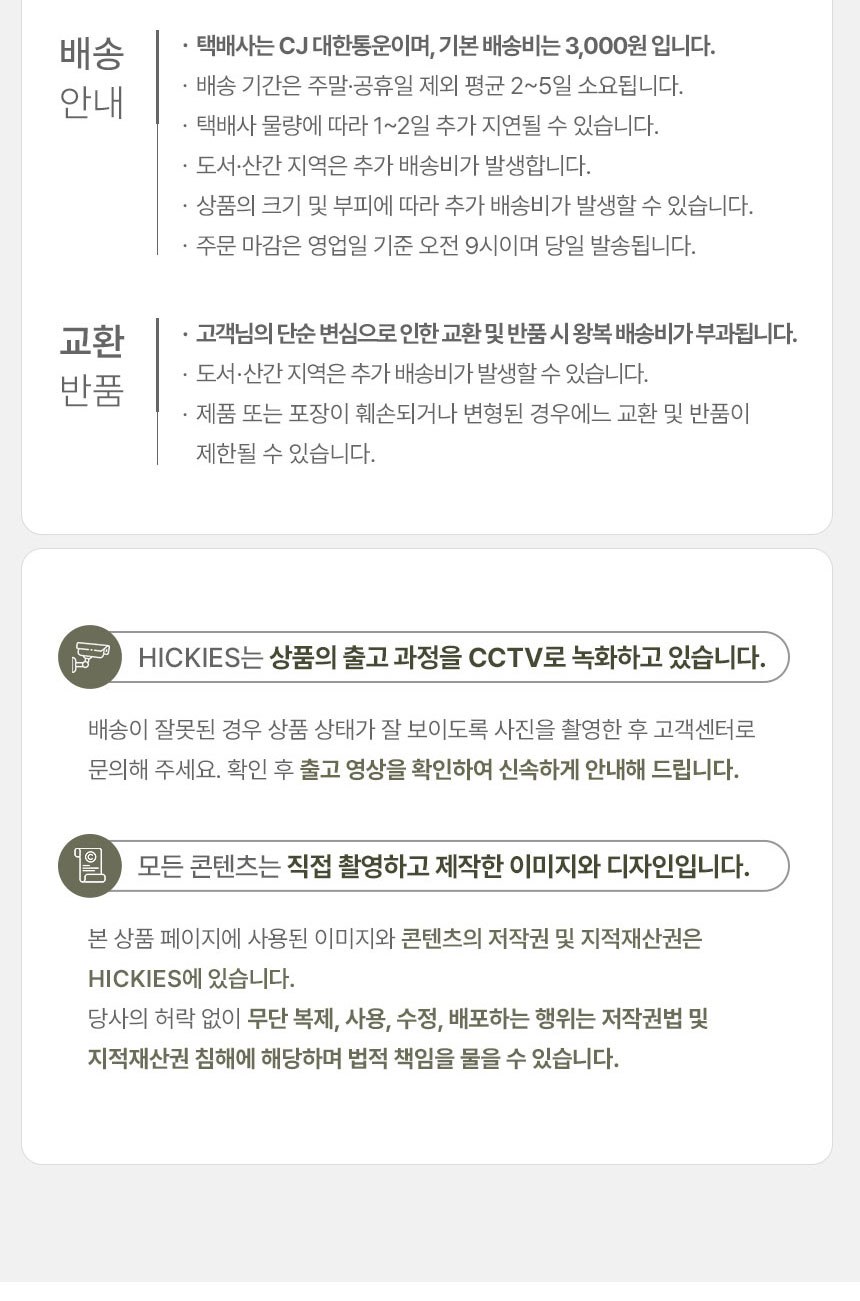 배송
안내
· 택배사는 CJ 대한통운이며, 기본 배송비는 3,000원 입니다.
· 배송 기간은 주말·공휴일 제외 평균 2~5일 소요됩니다.
· 택배사 물량에 따라 1~2일 추가 지연될 수 있습니다.
· 도서·산간 지역은 추가 배송비가 발생합니다.
· 상품의 크기 및 부피에 따라 추가 배송비가 발생할 수 있습니다.
· 주문 마감은 영업일 기준 오전 9시이며 당일 발송됩니다.
교환
반품
· 고객님의 단순 변심으로 인한 교환 및 반품 시 왕복 배송비가 부과됩니다.
· 도서·산간 지역은 추가 배송비가 발생할 수 있습니다.
· 제품 또는 포장이 훼손되거나 변형된 경우에느 교환 및 반품이
제한될 수 있습니다.
HICKIES는 상품의 출고 과정을 CCTV로 녹화하고 있습니다.
배송이 잘못된 경우 상품 상태가 잘 보이도록 사진을 촬영한 후 고객센터로
문의해 주세요. 확인 후 출고 영상을 확인하여 신속하게 안내해 드립니다.
모든 콘텐츠는 직접 촬영하고 제작한 이미지와 디자인입니다.
본 상품 페이지에 사용된 이미지와 콘텐츠의 저작권 및 지적재산권은
HICKIES에 있습니다.
당사의 허락 없이 무단 복제, 사용, 수정, 배포하는 행위는 저작권법 및
지적재산권 침해에 해당하며 법적 책임을 물을 수 있습니다.